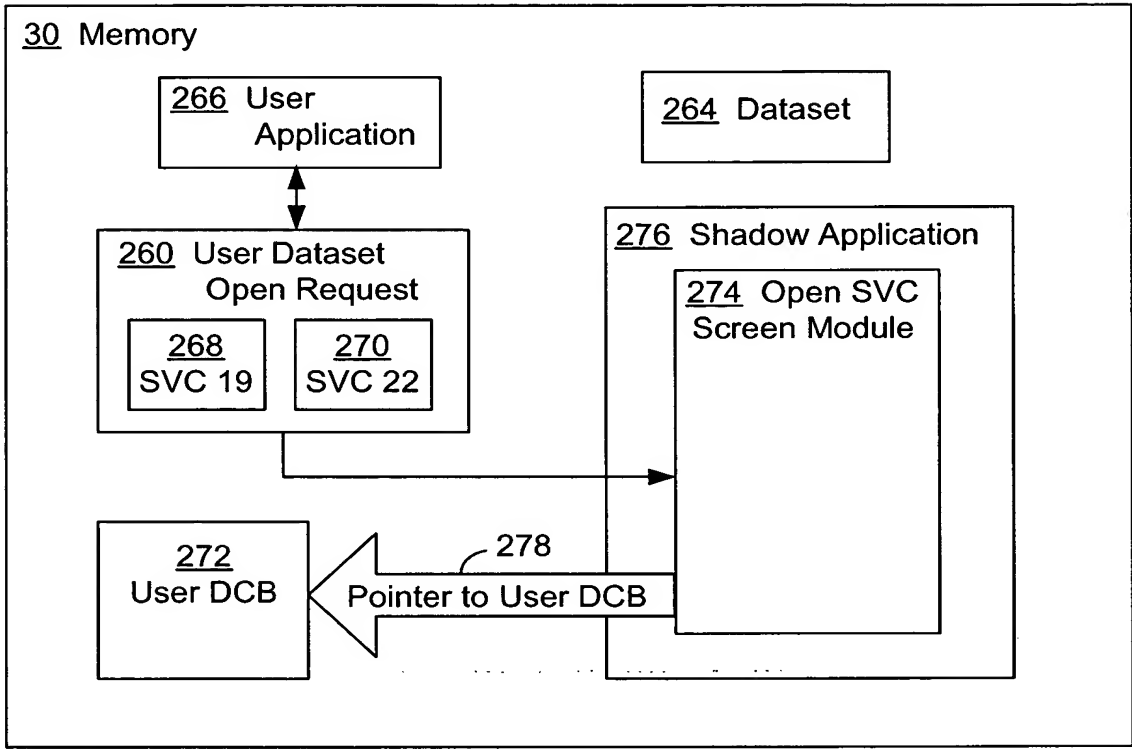 30 Memory
266 User
Application
264 Dataset
260 User Dataset
Open Request
268
SVC 19
270
SVC 22
276 Shadow Application
274 Open SVC
Screen Module
272
User DCB
278
Pointer to User DCB